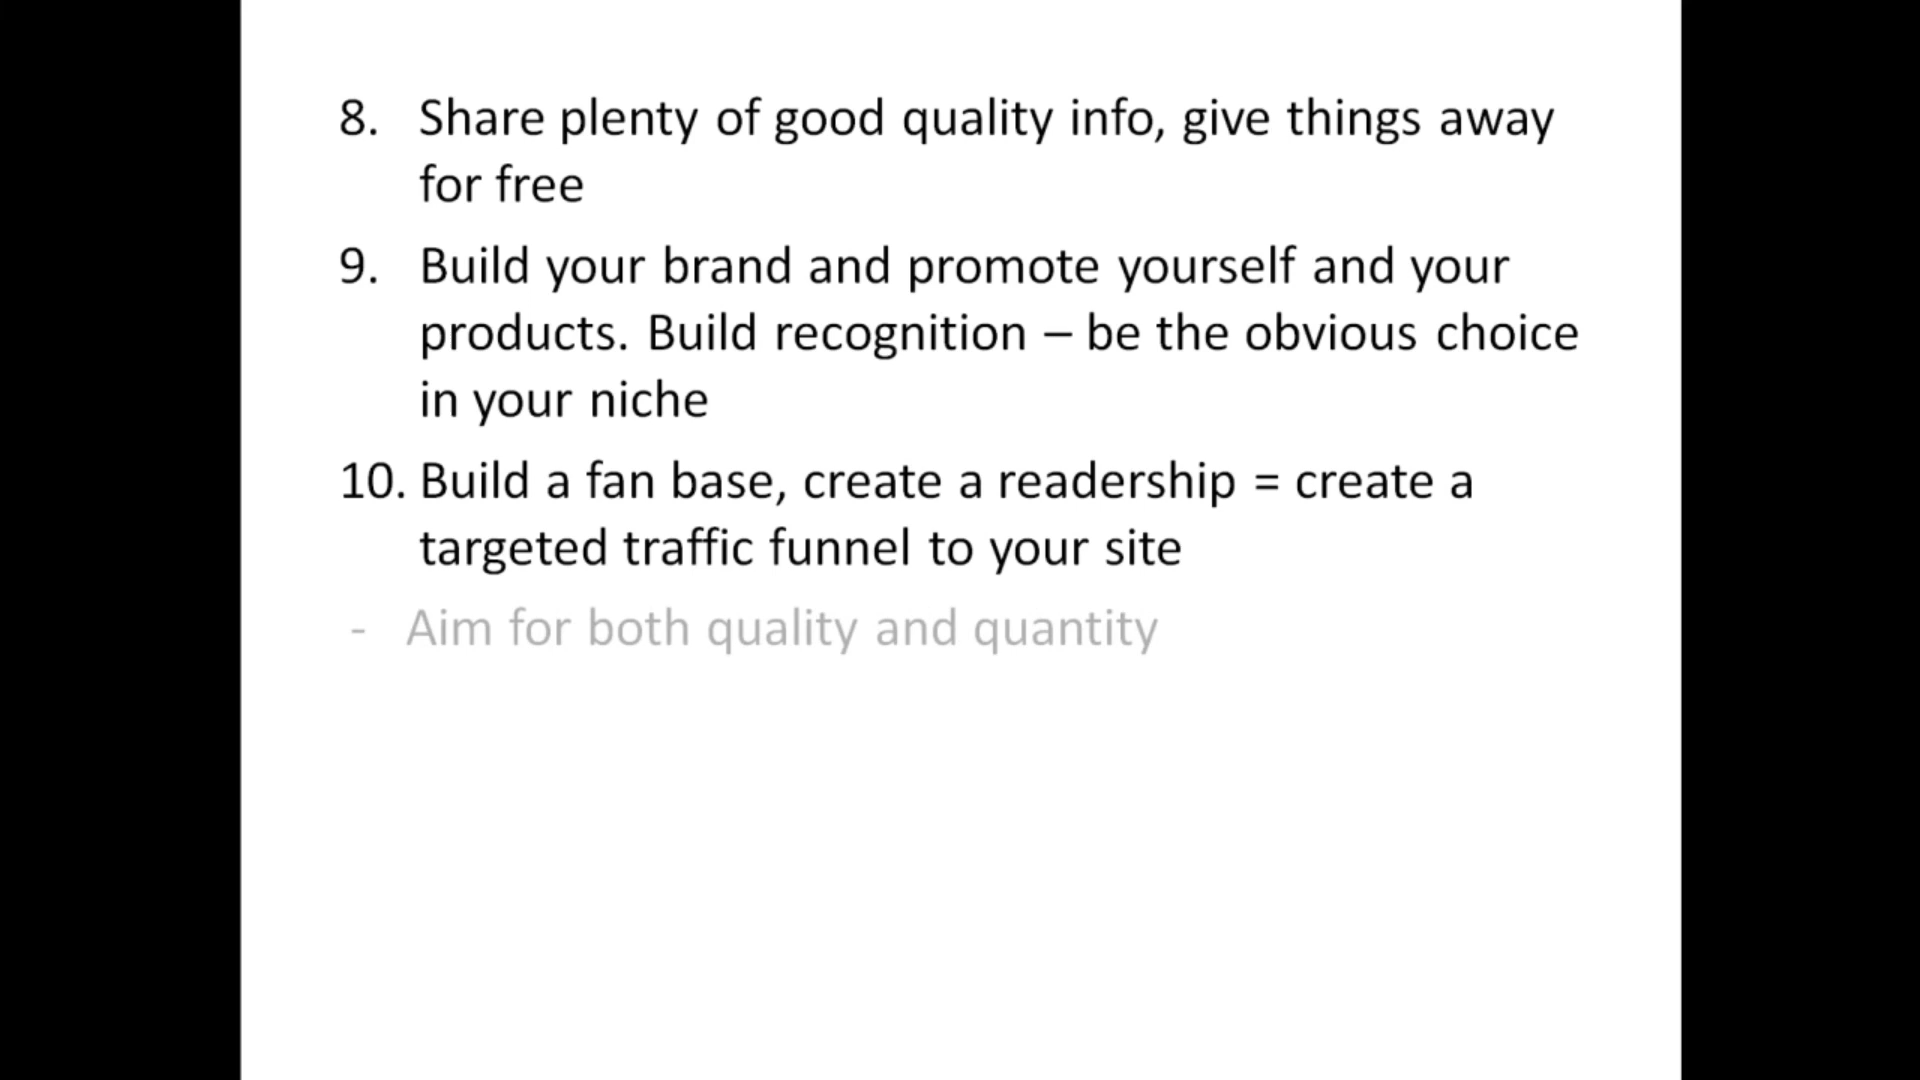 8. Share plenty of good quality info, give things away
for free
9. Build your brand and promote yourself and your
products. Build recognition – be the obvious choice
in your niche
10. Build a fan base, create a readership = create a
targeted traffic funnel to your site
- Aim for both quality and quantity